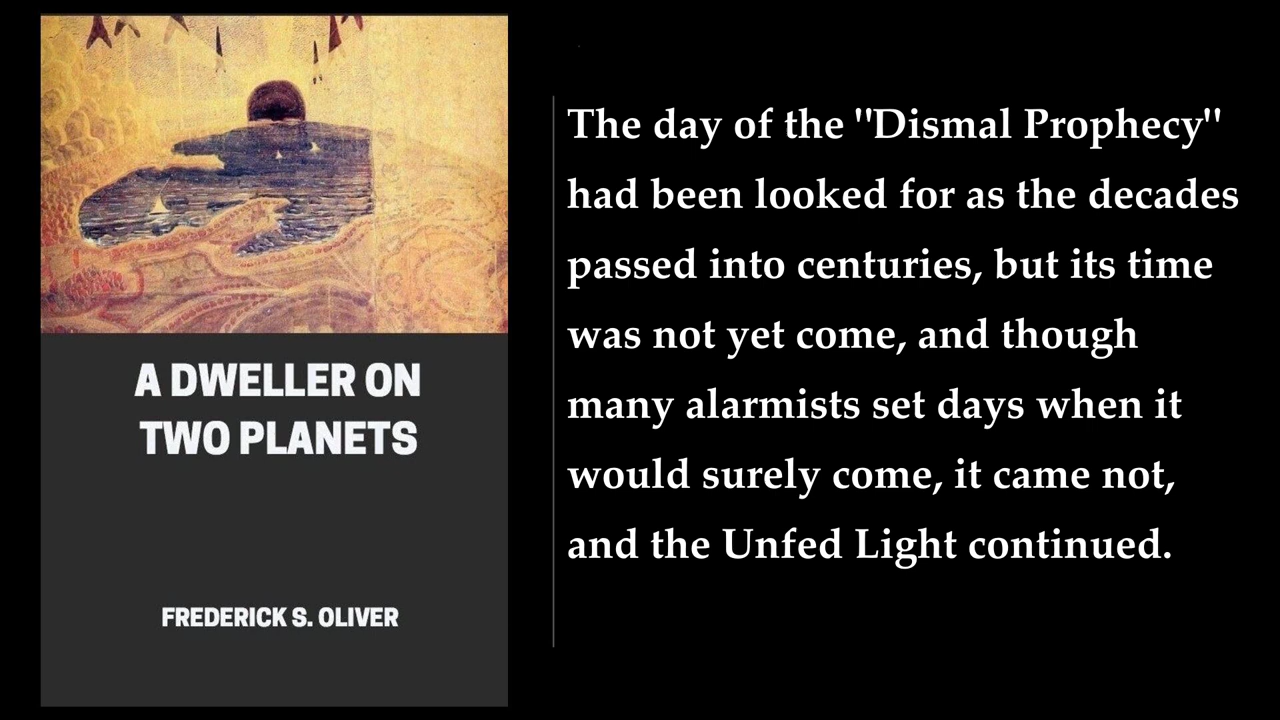 A DWELLER ON
TWO PLANETS
FREDERICK S. OLIVER
The day of the "Dismal Prophecy"
had been looked for as the decades
passed into centuries, but its time
was not yet come, and though
many alarmists set days when it
would surely come, it came not,
and the Unfed Light continued.